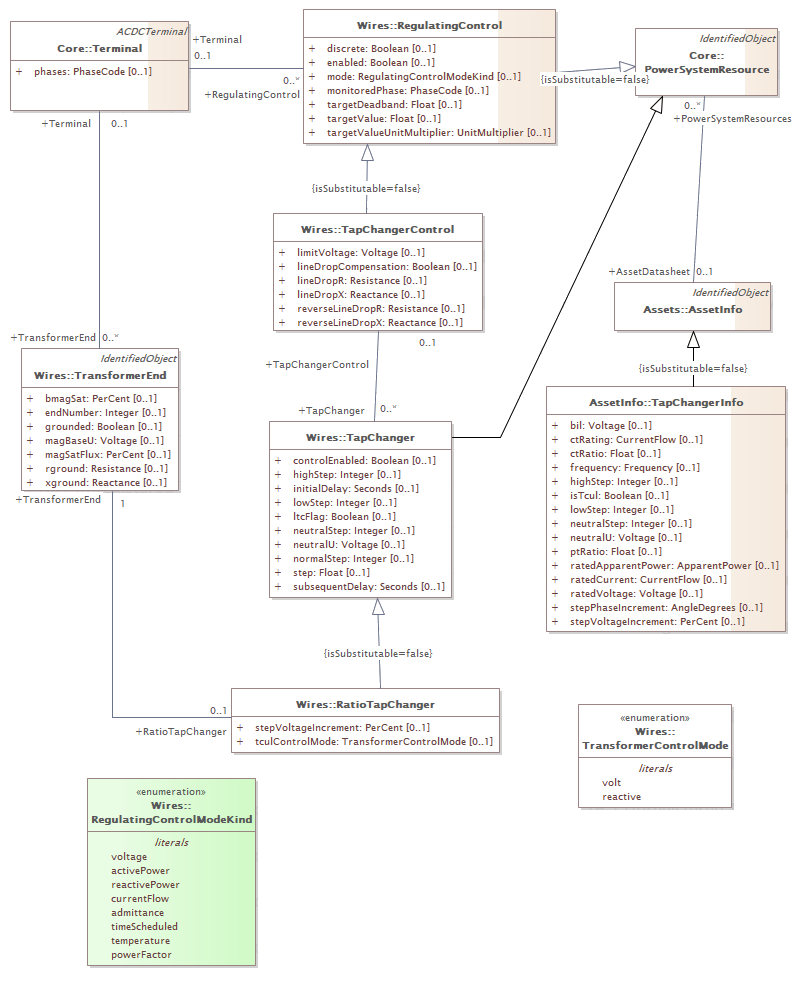 ACDCTerminal
Core::Terminal
+ phases: PhaseCode [0..1]
+Terminal
0..1
0..*
+RegulatingControl
Wires::RegulatingControl
+ discrete: Boolean [0..1]
+ enabled: Boolean [0..1]
+ mode: RegulatingControlModeKind [0..1]
+ monitoredPhase: PhaseCode [0..1]
+ targetDeadband: Float [0..1]
+ targetValue: Float [0..1]
+ targetValueUnitMultiplier: UnitMultiplier [0..1]
{isSubstitutable=false}
IdentifiedObject
Core::
PowerSystemResource
0..*
+PowerSystemResources
+Terminal 0..1
{isSubstitutable=false}
Wires::TapChangerControl
+ limitVoltage: Voltage [0..1]
+ lineDropCompensation: Boolean [0..1]
+ lineDropR: Resistance [0..1]
+ lineDropX: Reactance [0..1]
+ reverseLineDropR: Resistance [0..1]
+ reverseLineDropX: Reactance [0..1]
0..1
+TapChangerControl
+AssetDatasheet 0..1
IdentifiedObject
Assets::AssetInfo
{isSubstitutable=false}
+TransformerEnd 0..*
IdentifiedObject
Wires::TransformerEnd
+ bmagSat: PerCent [0..1]
+ endNumber: Integer [0..1]
+ grounded: Boolean [0..1]
+ magBaseU: Voltage [0..1]
+ magSatFlux: PerCent [0..1]
+ rground: Resistance [0..1]
+ xground: Reactance [0..1]
+TransformerEnd
1
+TapChanger 0..*
Wires::TapChanger
+ controlEnabled: Boolean [0..1]
+ highStep: Integer [0..1]
+ initialDelay: Seconds [0..1]
+ lowStep: Integer [0..1]
+ ltcFlag: Boolean [0..1]
+ neutralStep: Integer [0..1]
+ neutralU: Voltage [0..1]
+ normalStep: Integer [0..1]
+ step: Float [0..1]
+ subsequentDelay: Seconds [0..1]
AssetInfo::TapChangerInfo
+ bil: Voltage [0..1]
+ ctRating: CurrentFlow [0..1]
+ ctRatio: Float [0..1]
+ frequency: Frequency [0..1]
+ highStep: Integer [0..1]
+ isTcul: Boolean [0..1]
+ lowStep: Integer [0..1]
+ neutralStep: Integer [0..1]
+ neutralU: Voltage [0..1]
+ ptRatio: Float [0..1]
+ ratedApparentPower: ApparentPower [0..1]
+ ratedCurrent: CurrentFlow [0..1]
+ ratedVoltage: Voltage [0..1]
+ stepPhaseIncrement: AngleDegrees [0..1]
+ stepVoltageIncrement: PerCent [0..1]
{isSubstitutable=false}
0..1
+RatioTapChanger
Wires::RatioTapChanger
+ stepVoltageIncrement: PerCent [0..1]
+ tculControlMode: TransformerControlMode [0..1]
«enumeration»
Wires::
TransformerControlMode
literals
volt
reactive
«enumeration»
Wires::
RegulatingControlModeKind
literals
voltage
activePower
reactivePower
currentFlow
admittance
timeScheduled
temperature
powerFactor